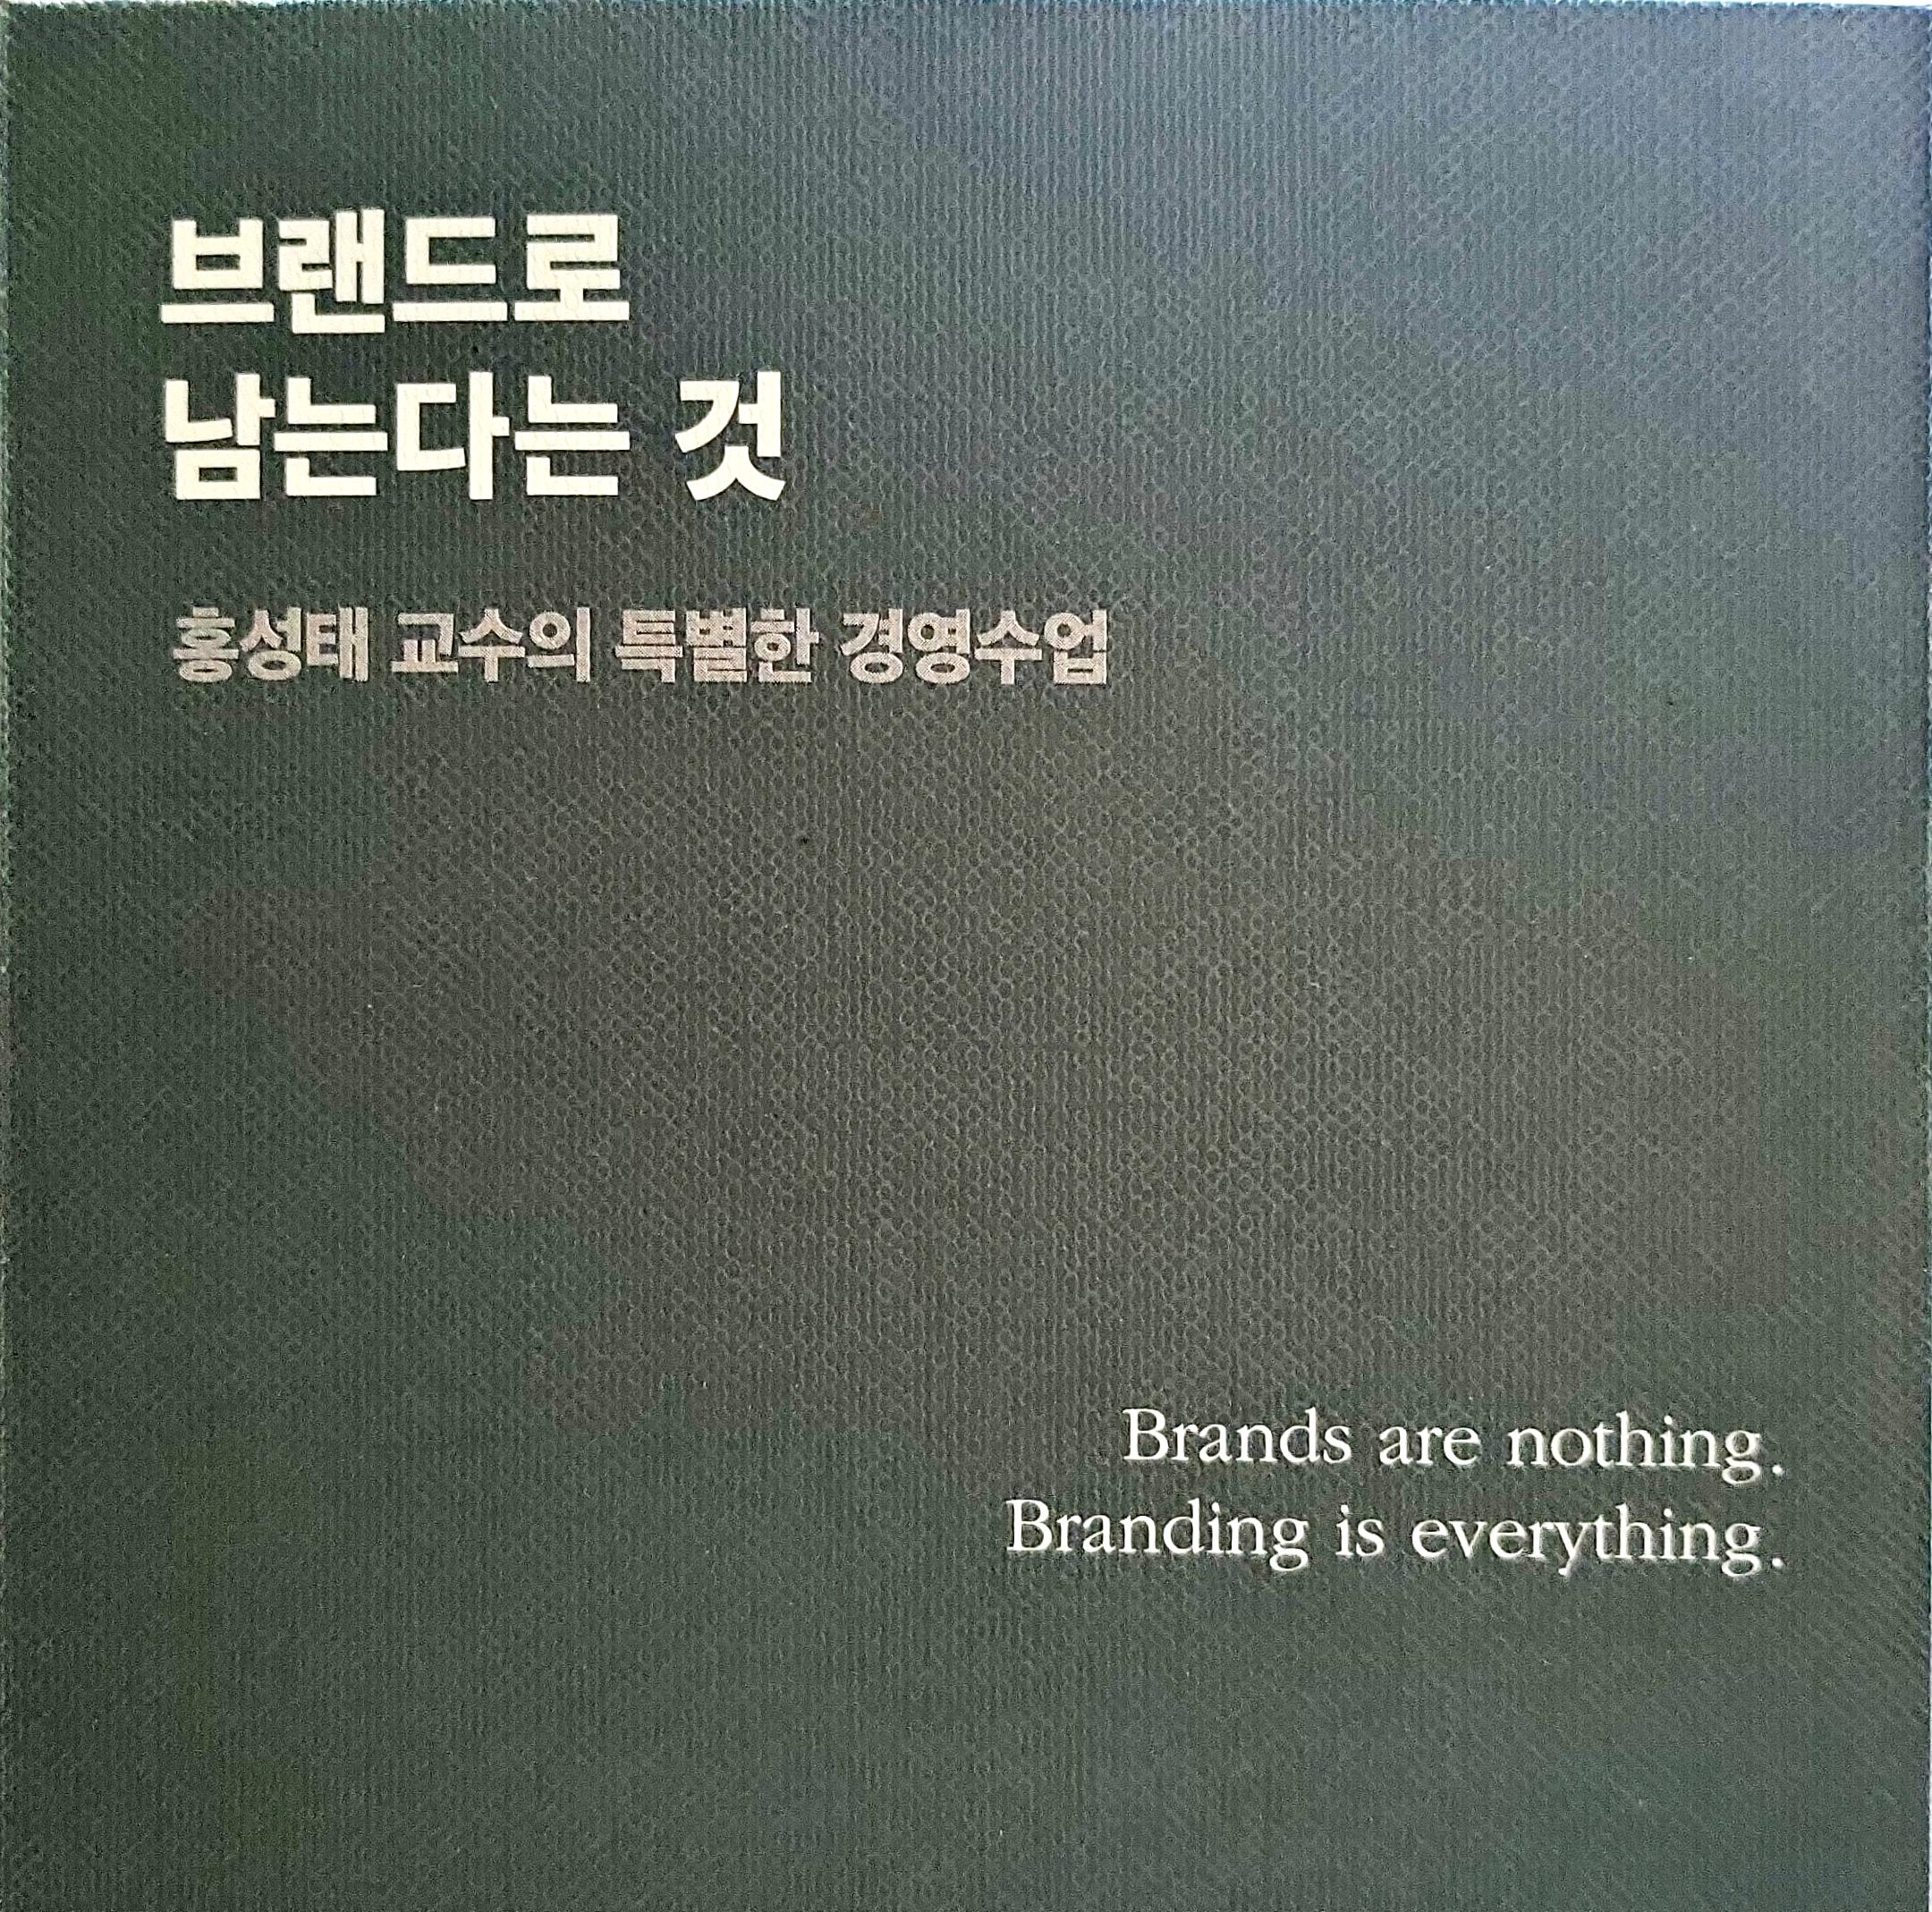 브랜드로
남는다는 것
홍성태 교수의 특별한 경영수업
Brands are nothing.
Branding is everything.